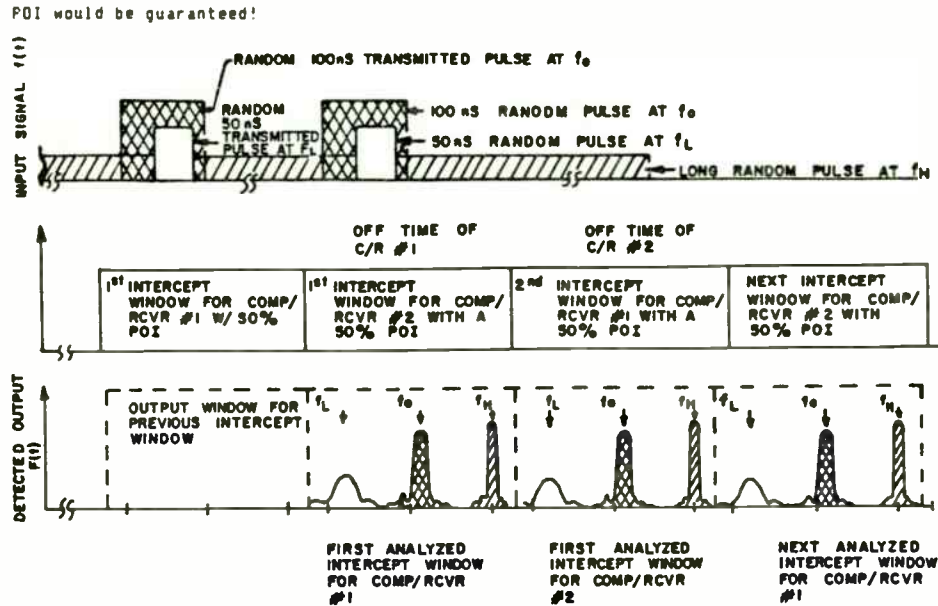 POI would be guaranteed!
INPUT SIGNAL f(t)
RANDOM 100nS TRANSMITTED PULSE AT fo
RANDOM
50nS
TRANSMITTED
PULSE AT fL
100 nS RANODM PULSE AT fo
50nS RANDOM PULSE AT fL
LONG RANDOM PULSE AT fH
OFF TIME OF
C/R #1
OFF TIME OF
C/R #2
1st INTERCEPT
WINDOW FOR COMP/
RCVR #1 W/ 50%
POI
1st INTERCEPT
WINDOW FOR COMP/
RCVR #2 WITH A
50% POI
2nd INTERCEPT
WINDOW FOR COMP/
RCVR #1 WITH A
50% POI
NEXT INTERCEPT
WINDOW FOR COMP/
RCVR #2 WITH
50% POI
DETECTED OUTPUT
F(t)
OUTPUT WINDOW FOR
PREVIOUS INTERCEPT
WINDOW
fL fo fH
fL fo fH
fL fo fH
FIRST ANALYZED
INTERCEPT WINDOW
FOR COMP/RCVR
#1
FIRST ANALYZED
INTERCEPT WINDOW
FOR COMP/RCVR
#2
NEXT ANALYZED
INTERCEPT WINDOW
FOR COMP/RCVR
#1